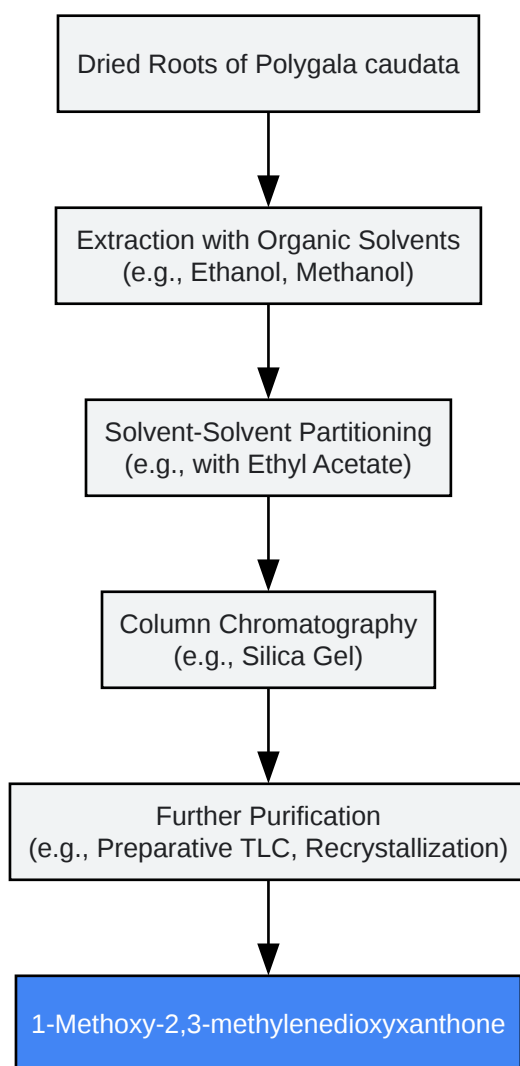 Dried Roots of Polygala caudata
Extraction with Organic Solvents
(e.g., Ethanol, Methanol)
Solvent-Solvent Partitioning
(e.g., with Ethyl Acetate)
Column Chromatography
(e.g., Silica Gel)
Further Purification
(e.g., Preparative TLC, Recrystallization)
1-Methoxy-2,3-methylenedioxyxanthone